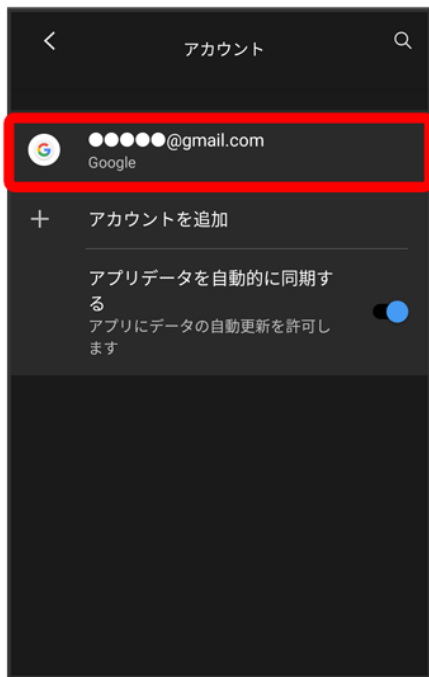 アカウント
●●●●●@gmail.com
Google
アカウントを追加
アプリデータを自動的に同期す
る
アプリにデータの自動更新を許可し
ます